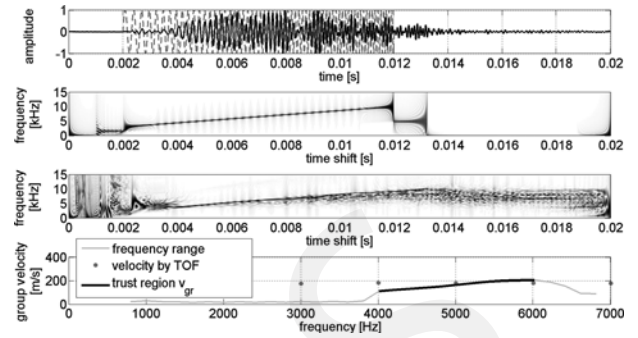 amplitude
1
0
-1
0 0.002 0.004 0.006 0.008 0.01 0.012 0.014 0.016 0.018 0.02
time [s]
frequency
[kHz]
15
10
5
0
0 0.002 0.004 0.006 0.008 0.01 0.012 0.014 0.016 0.018 0.02
time shift [s]
frequency
[kHz]
15
10
5
0
0 0.002 0.004 0.006 0.008 0.01 0.012 0.014 0.016 0.018 0.02
time shift [s]
group velocity
[m/s]
400
200
0
frequency range
velocity by TOF
trust region vgr
1000 2000 3000 4000 5000 6000 7000
frequency [Hz]